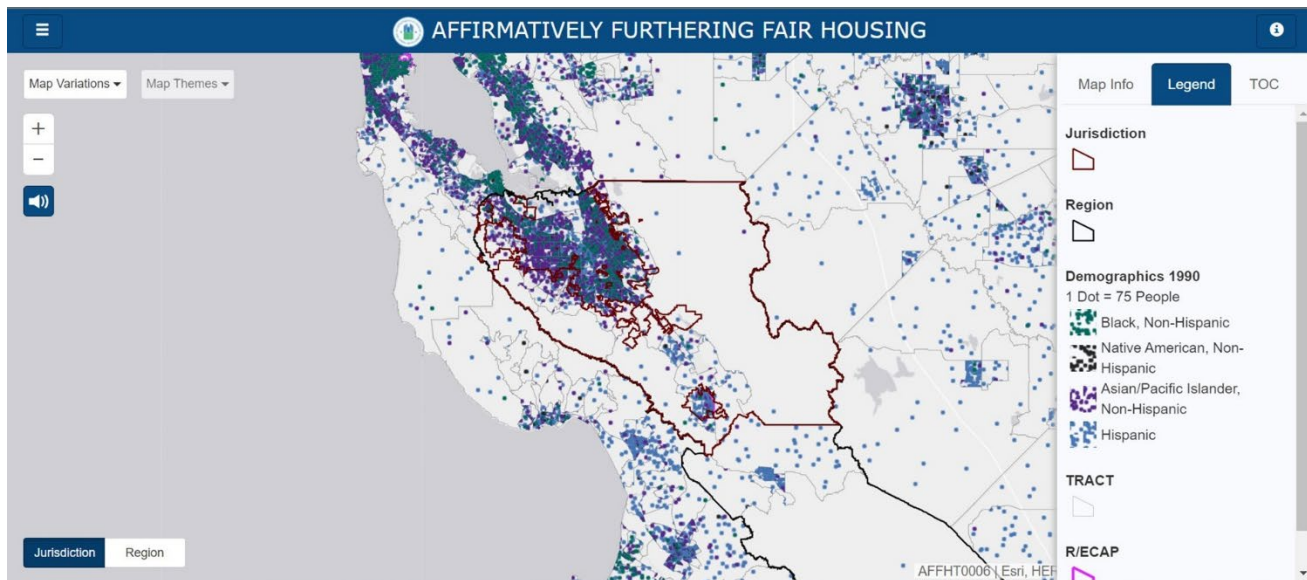 AFFIRMATIVELY FURTHERING FAIR HOUSING
Map Variations
Map Themes
+
−
Jurisdiction
Region
Map Info
Legend
TOC
Jurisdiction
Region
Demographics 1990
1 Dot = 75 People
Black, Non-Hispanic
Native American, Non-
Hispanic
Asian/Pacific Islander,
Non-Hispanic
Hispanic
TRACT
R/ECAP
AFFHT0006 | Esri, HER